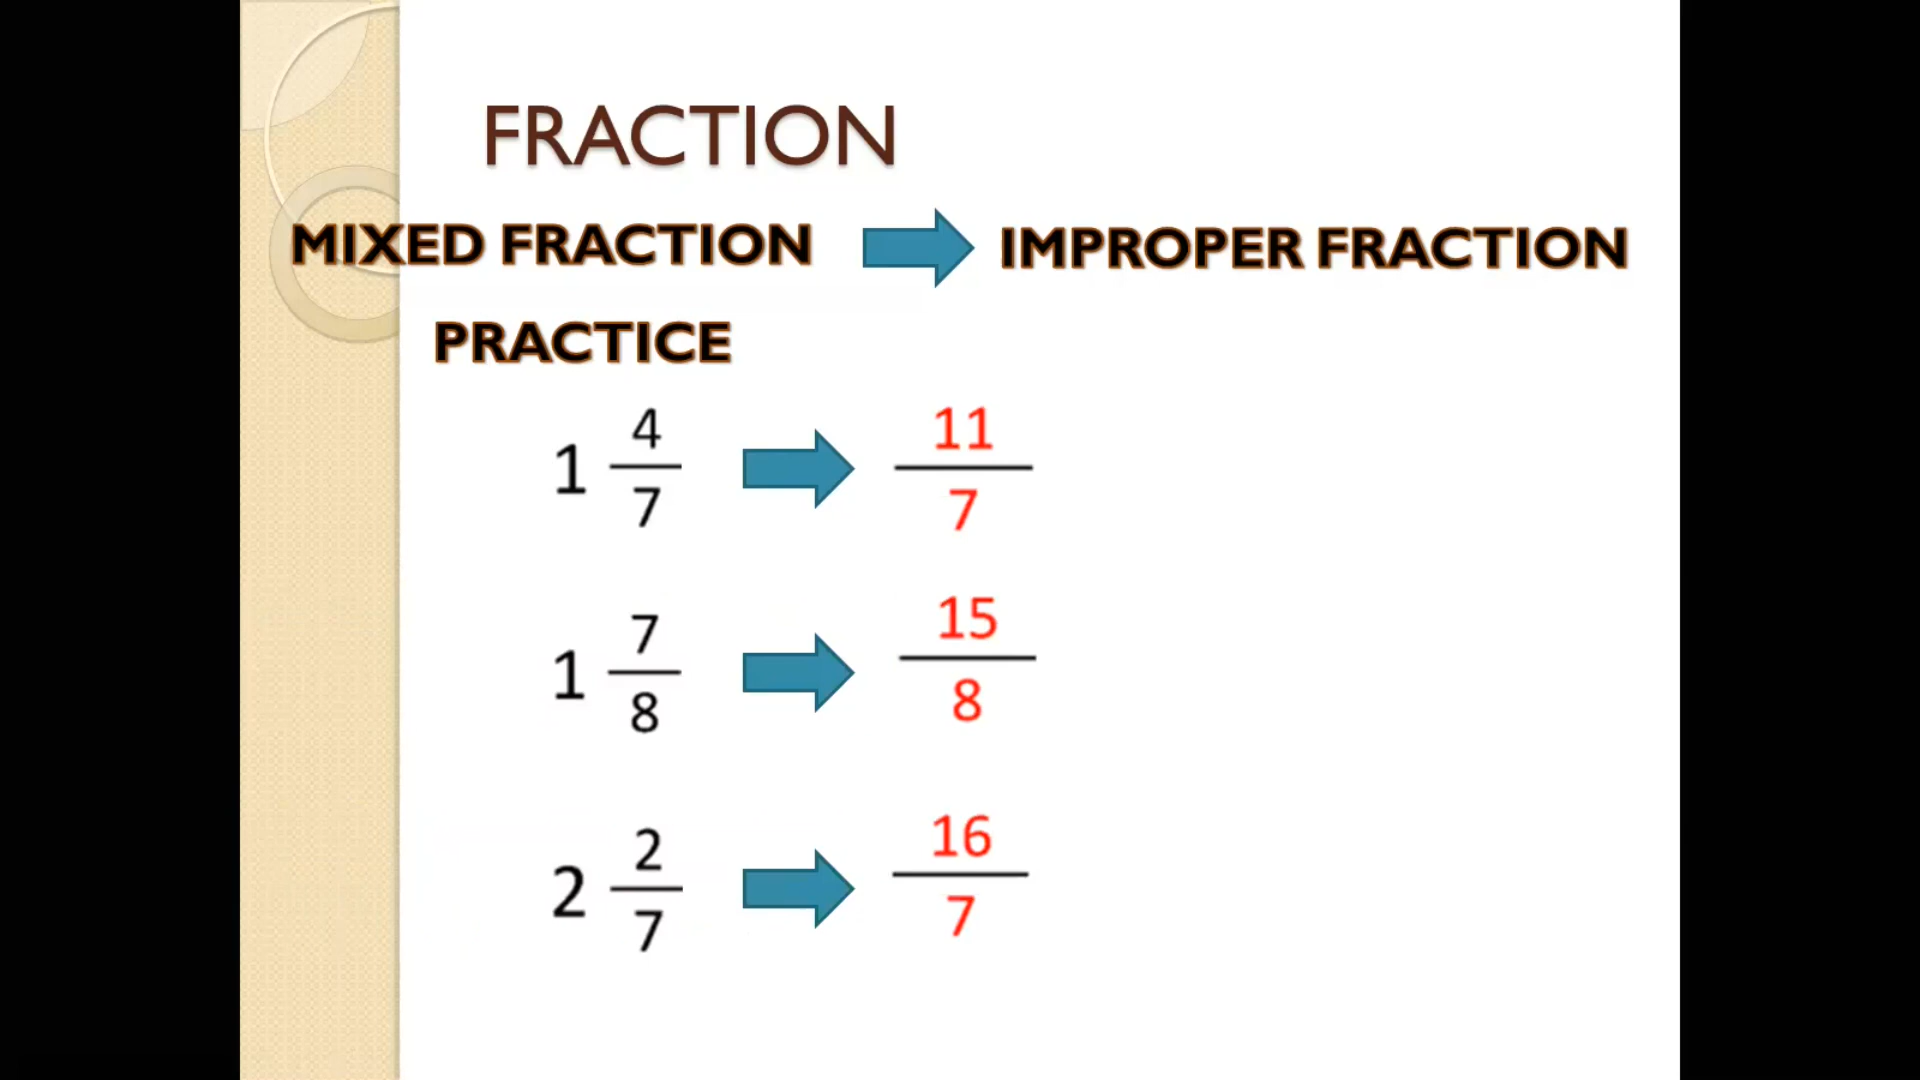 FRACTION
MIXED FRACTION IMPROPER FRACTION
PRACTICE
1 4/7 11/7
1 7/8 15/8
2 2/7 16/7